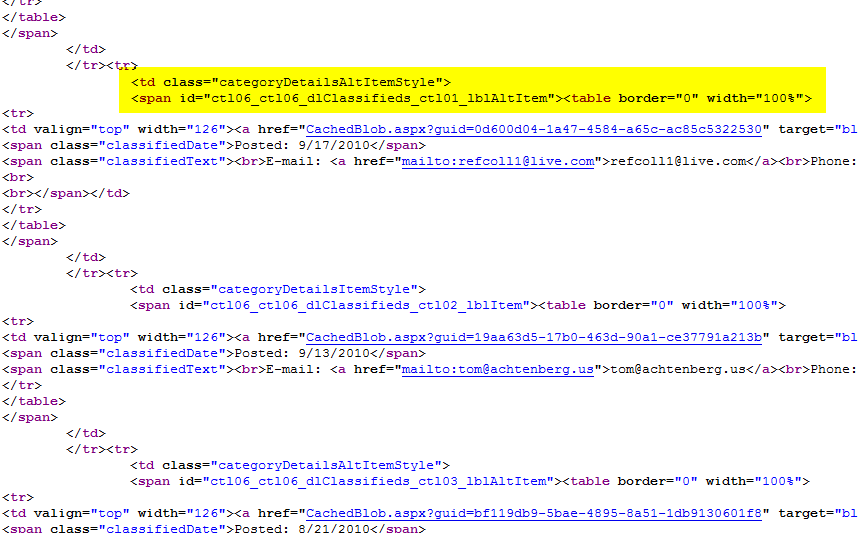 </tr>
</table>
</span>
</td>
</tr><tr>
<td class="categoryDetailsAltItemStyle">
<span id="ctl06_ctl06_dlClassifieds_ctl01_lblAltItem"><table border="0" width="100%">
<tr>
<td valign="top" width="126"><a href="CachedBlob.aspx?guid=0d600d04-1a47-4584-a65c-ac85c5322530" target="bl
<span class="classifiedDate">Posted: 9/17/2010</span>
<span class="classifiedText"><br>E-mail: <a href="mailto:refcoll1@live.com">refcoll1@live.com</a><br>Phone:
<br>
<br></span></td>
</tr>
</table>
</span>
</td>
</tr><tr>
<td class="categoryDetailsItemStyle">
<span id="ctl06_ctl06_dlClassifieds_ctl02_lblItem"><table border="0" width="100%">
<tr>
<td valign="top" width="126"><a href="CachedBlob.aspx?guid=19aa63d5-17b0-463d-90a1-ce37791a213b" target="bl
<span class="classifiedDate">Posted: 9/13/2010</span>
<span class="classifiedText"><br>E-mail: <a href="mailto:tom@achtenberg.us">tom@achtenberg.us</a><br>Phone:
</tr>
</table>
</span>
</td>
</tr><tr>
<td class="categoryDetailsAltItemStyle">
<span id="ctl06_ctl06_dlClassifieds_ctl03_lblAltItem"><table border="0" width="100%">
<tr>
<td valign="top" width="126"><a href="CachedBlob.aspx?guid=bf119db9-5bae-4895-8a51-1db9130601f8" target="bl
<span class="classifiedDate">Posted: 8/21/2010</span>